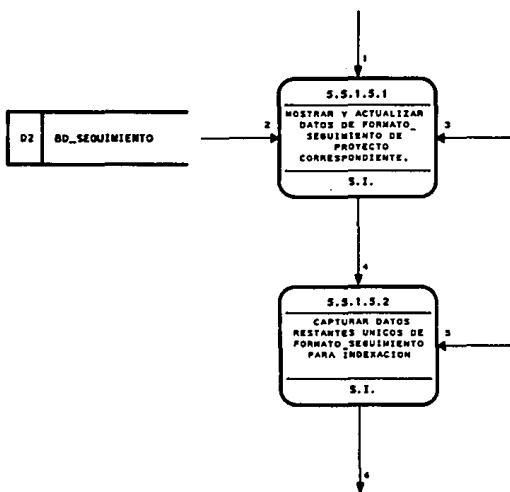 1
5.5.1.5.1
MOSTRAR Y ACTUALIZAR
DATOS DE FORMATO_
SEGUIMIENTO DE
PROYECTO
CORRESPONDIENTE.
S.I.
D2 BD_SEGUIMIENTO
2
3
4
5.5.1.5.2
CAPTURAR DATOS
RESTANTES UNICOS DE
FORMATO_SEGUIMIENTO
PARA INDEXACION
S.I.
5
6